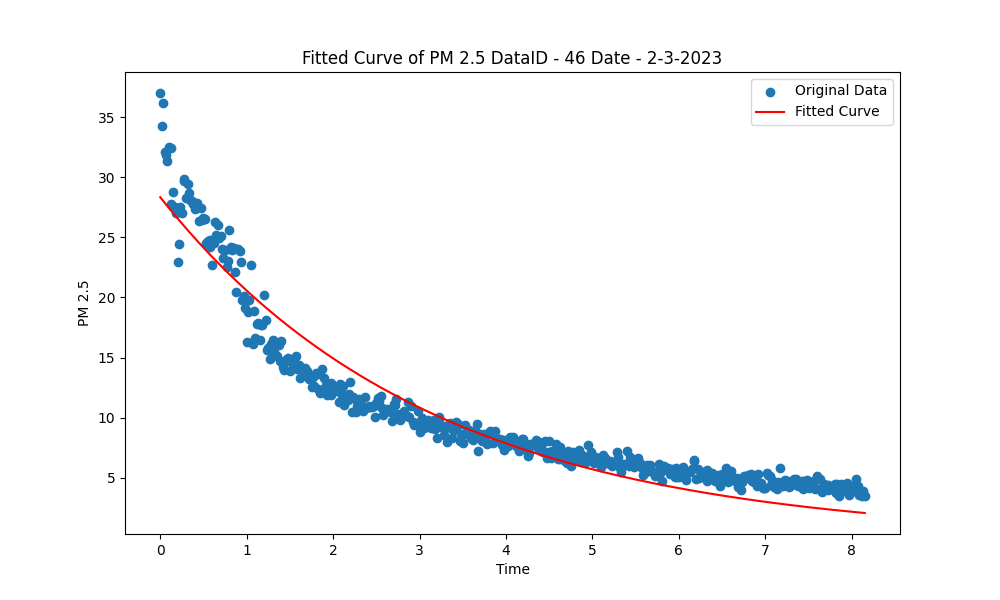 Fitted Curve of PM 2.5 DataID - 46 Date - 2-3-2023
Original Data
Fitted Curve
35
30
25
20
15
10
5
PM 2.5
0 1 2 3 4 5 6 7 8
Time